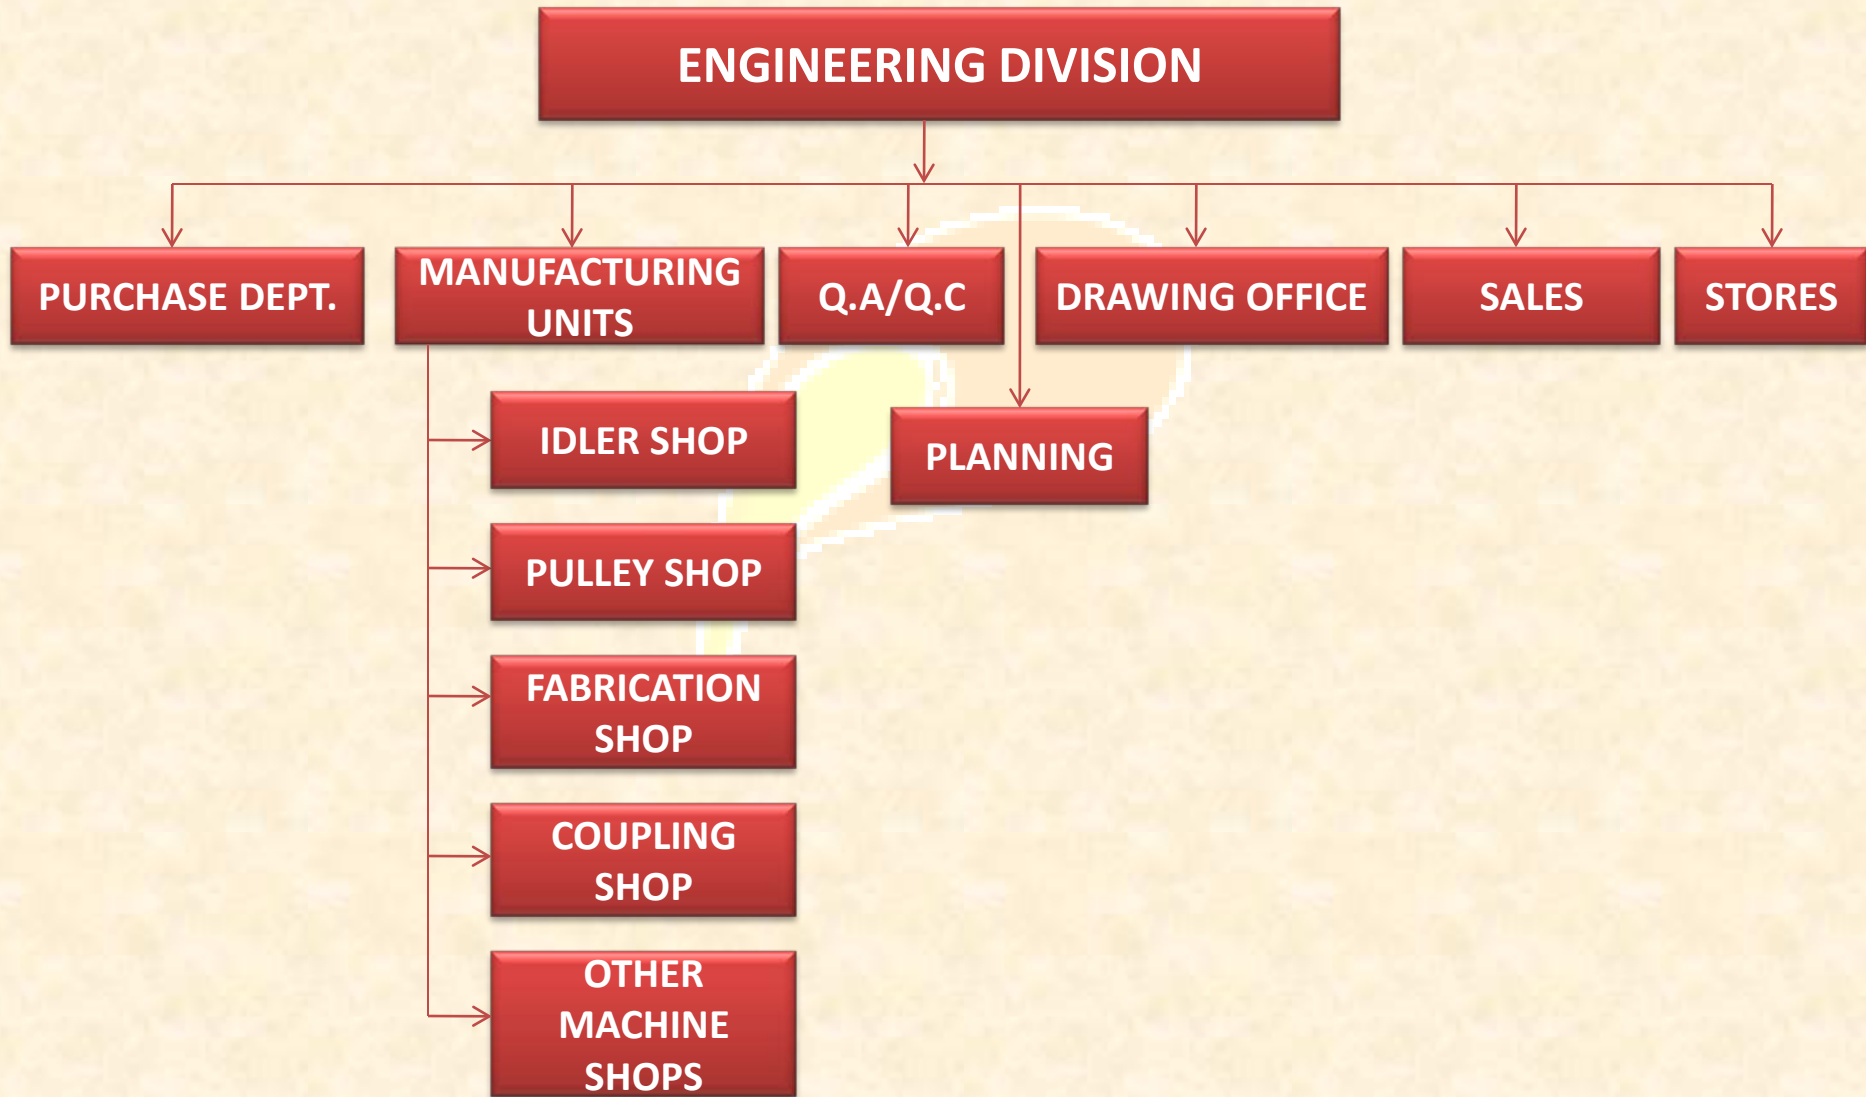 ENGINEERING DIVISION
PURCHASE DEPT.
MANUFACTURING
UNITS
Q.A/Q.C
DRAWING OFFICE
SALES
STORES
IDLER SHOP
PLANNING
PULLEY SHOP
FABRICATION
SHOP
COUPLING
SHOP
OTHER
MACHINE
SHOPS